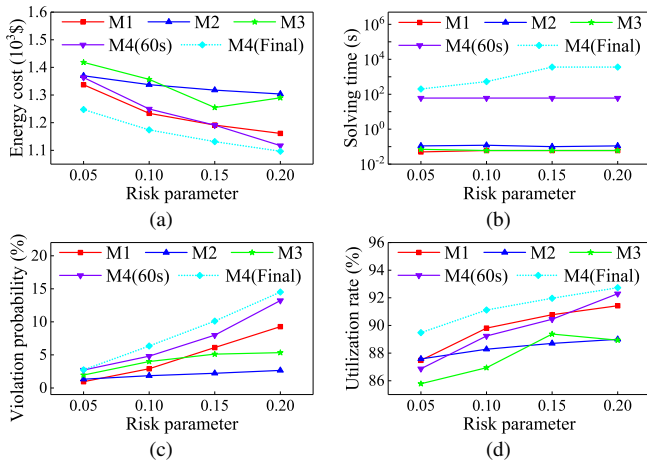 M1 M2 M3
M4(60s) M4(Final)
Energy cost (10³$)
1.6
1.5
1.4
1.3
1.2
1.1
0.05 0.10 0.15 0.20
Risk parameter
(a)
M1 M2 M3
M4(60s) M4(Final)
Solving time (s)
10⁶
10⁴
10²
10⁰
10⁻²
0.05 0.10 0.15 0.20
Risk parameter
(b)
M1 M2 M3
M4(60s) M4(Final)
Violation probability (%)
20
15
10
5
0
0.05 0.10 0.15 0.20
Risk parameter
(c)
M1 M2 M3
M4(60s) M4(Final)
Utilization rate (%)
96
94
92
90
88
86
0.05 0.10 0.15 0.20
Risk parameter
(d)